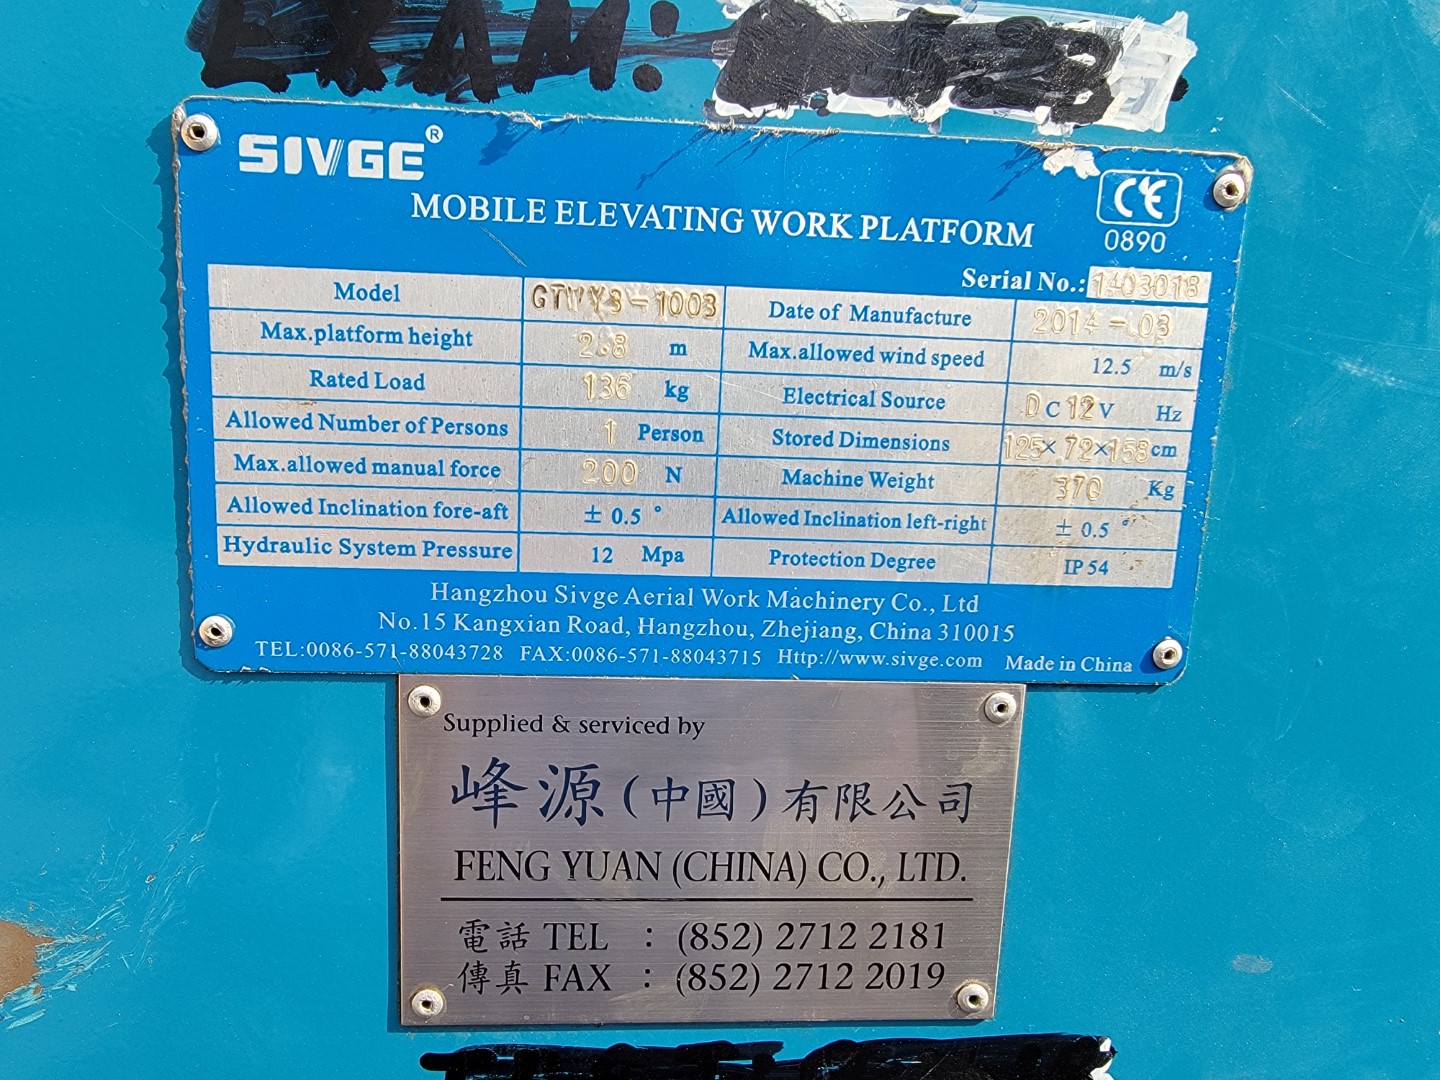 EXAM:
SIVGE®
MOBILE ELEVATING WORK PLATFORM
CE
0890
Serial No.: 1403018
Model GTWY3-1003 Date of Manufacture 2014-03
Max.platform height 2.8 m Max.allowed wind speed 12.5 m/s
Rated Load 136 kg Electrical Source DC12V Hz
Allowed Number of Persons 1 Person Stored Dimensions 125×72×158cm
Max.allowed manual force 200 N Machine Weight 370 Kg
Allowed Inclination fore-aft ± 0.5 ° Allowed Inclination left-right ± 0.5 °
Hydraulic System Pressure 12 Mpa Protection Degree IP 54
Hangzhou Sivge Aerial Work Machinery Co., Ltd
No.15 Kangxian Road, Hangzhou, Zhejiang, China 310015
TEL:0086-571-88043728 FAX:0086-571-88043715 Http://www.sivge.com Made in China
Supplied & serviced by
峰源(中國)有限公司
FENG YUAN (CHINA) CO., LTD.
電話 TEL : (852) 2712 2181
傳真 FAX : (852) 2712 2019